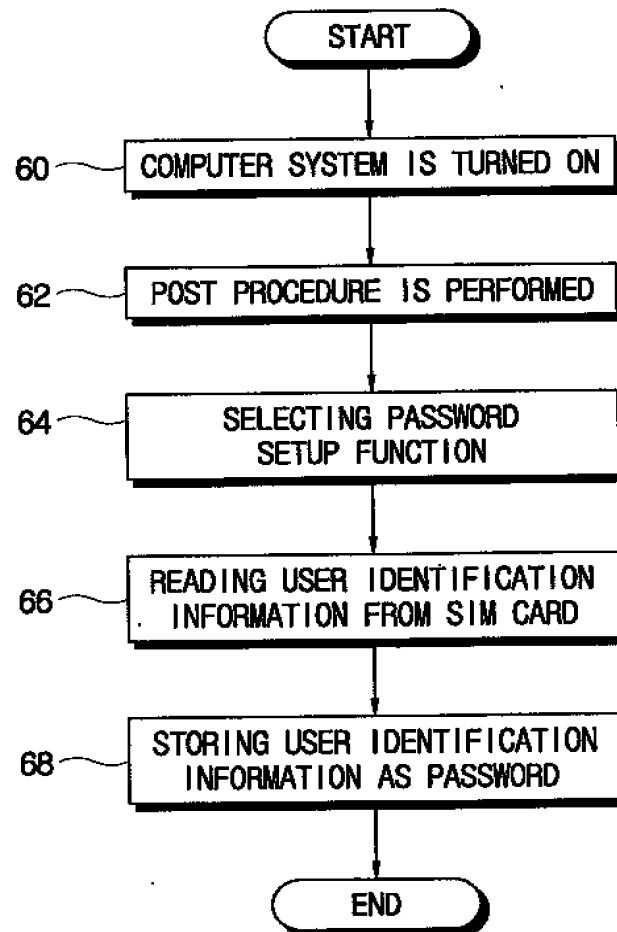 START
60
COMPUTER SYSTEM IS TURNED ON
62
POST PROCEDURE IS PERFORMED
64
SELECTING PASSWORD
SETUP FUNCTION
66
READING USER IDENTIFICATION
INFORMATION FROM SIM CARD
68
STORING USER IDENTIFICATION
INFORMATION AS PASSWORD
END